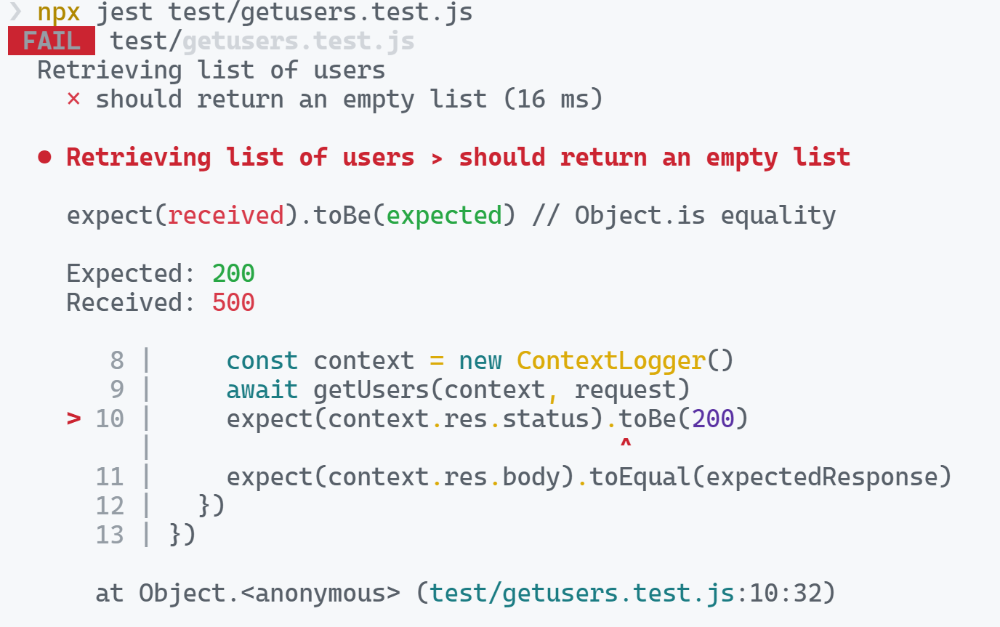 ❯ npx jest test/getusers.test.js
FAIL test/getusers.test.js
Retrieving list of users
× should return an empty list (16 ms)
● Retrieving list of users › should return an empty list
expect(received).toBe(expected) // Object.is equality
Expected: 200
Received: 500
8 | const context = new ContextLogger()
9 | await getUsers(context, request)
> 10 | expect(context.res.status).toBe(200)
| ^
11 | expect(context.res.body).toEqual(expectedResponse)
12 | })
13 | })
at Object.<anonymous> (test/getusers.test.js:10:32)